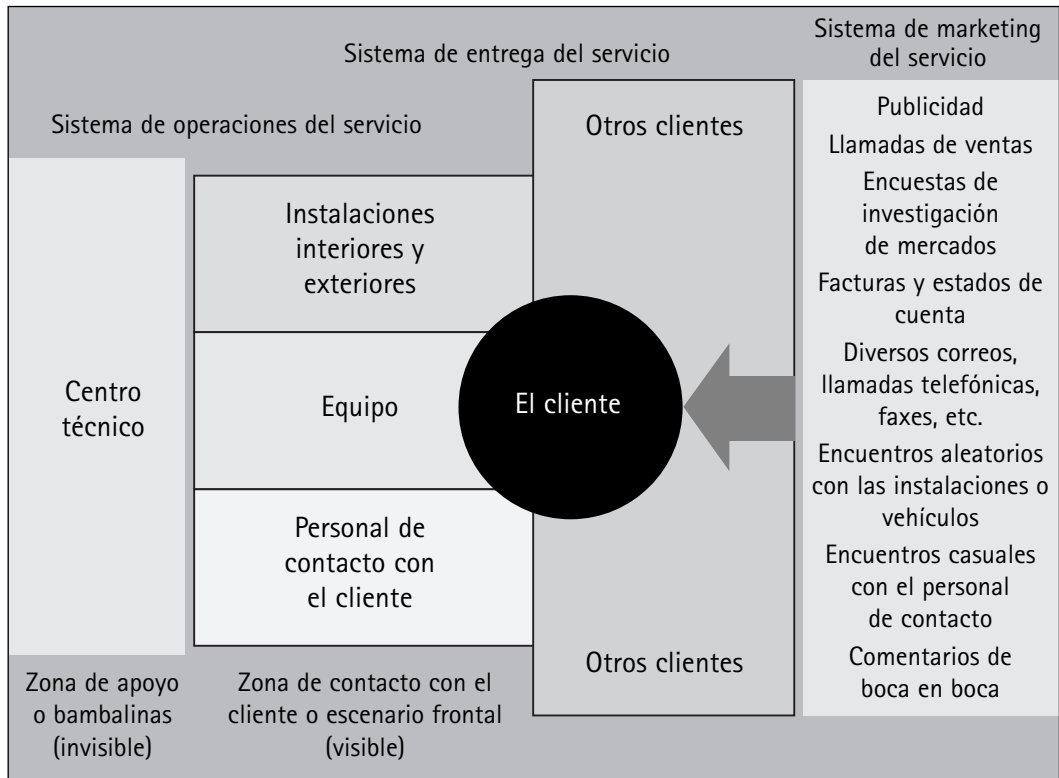 Sistema de entrega del servicio
Sistema de marketing
del servicio
Sistema de operaciones del servicio
Centro
técnico
Instalaciones
interiores y
exteriores
Equipo
Personal de
contacto con
el cliente
El cliente
Otros clientes
Otros clientes
Publicidad
Llamadas de ventas
Encuestas de
investigación
de mercados
Facturas y estados de
cuenta
Diversos correos,
llamadas telefónicas,
faxes, etc.
Encuentros aleatorios
con las instalaciones o
vehículos
Encuentros casuales
con el personal
de contacto
Comentarios de
boca en boca
Zona de apoyo
o bambalinas
(invisible)
Zona de contacto con el
cliente o escenario frontal
(visible)